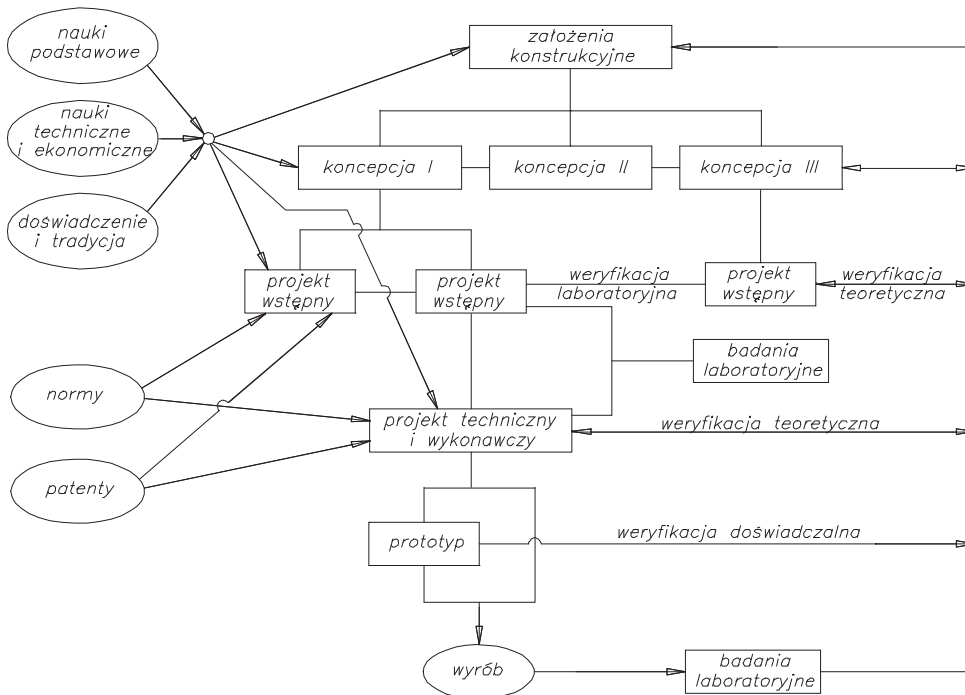 nauki
podstawowe
założenia
konstrukcyjne
nauki
techniczne
i ekonomiczne
koncepcja I
koncepcja II
koncepcja III
doświadczenie
i tradycja
projekt
wstępny
projekt
wstępny
weryfikacja
laboratoryjna
projekt
wstępny
weryfikacja
teoretyczna
badania
laboratoryjne
normy
projekt techniczny
i wykonawczy
weryfikacja teoretyczna
patenty
prototyp
weryfikacja doświadczalna
wyrób
badania
laboratoryjne